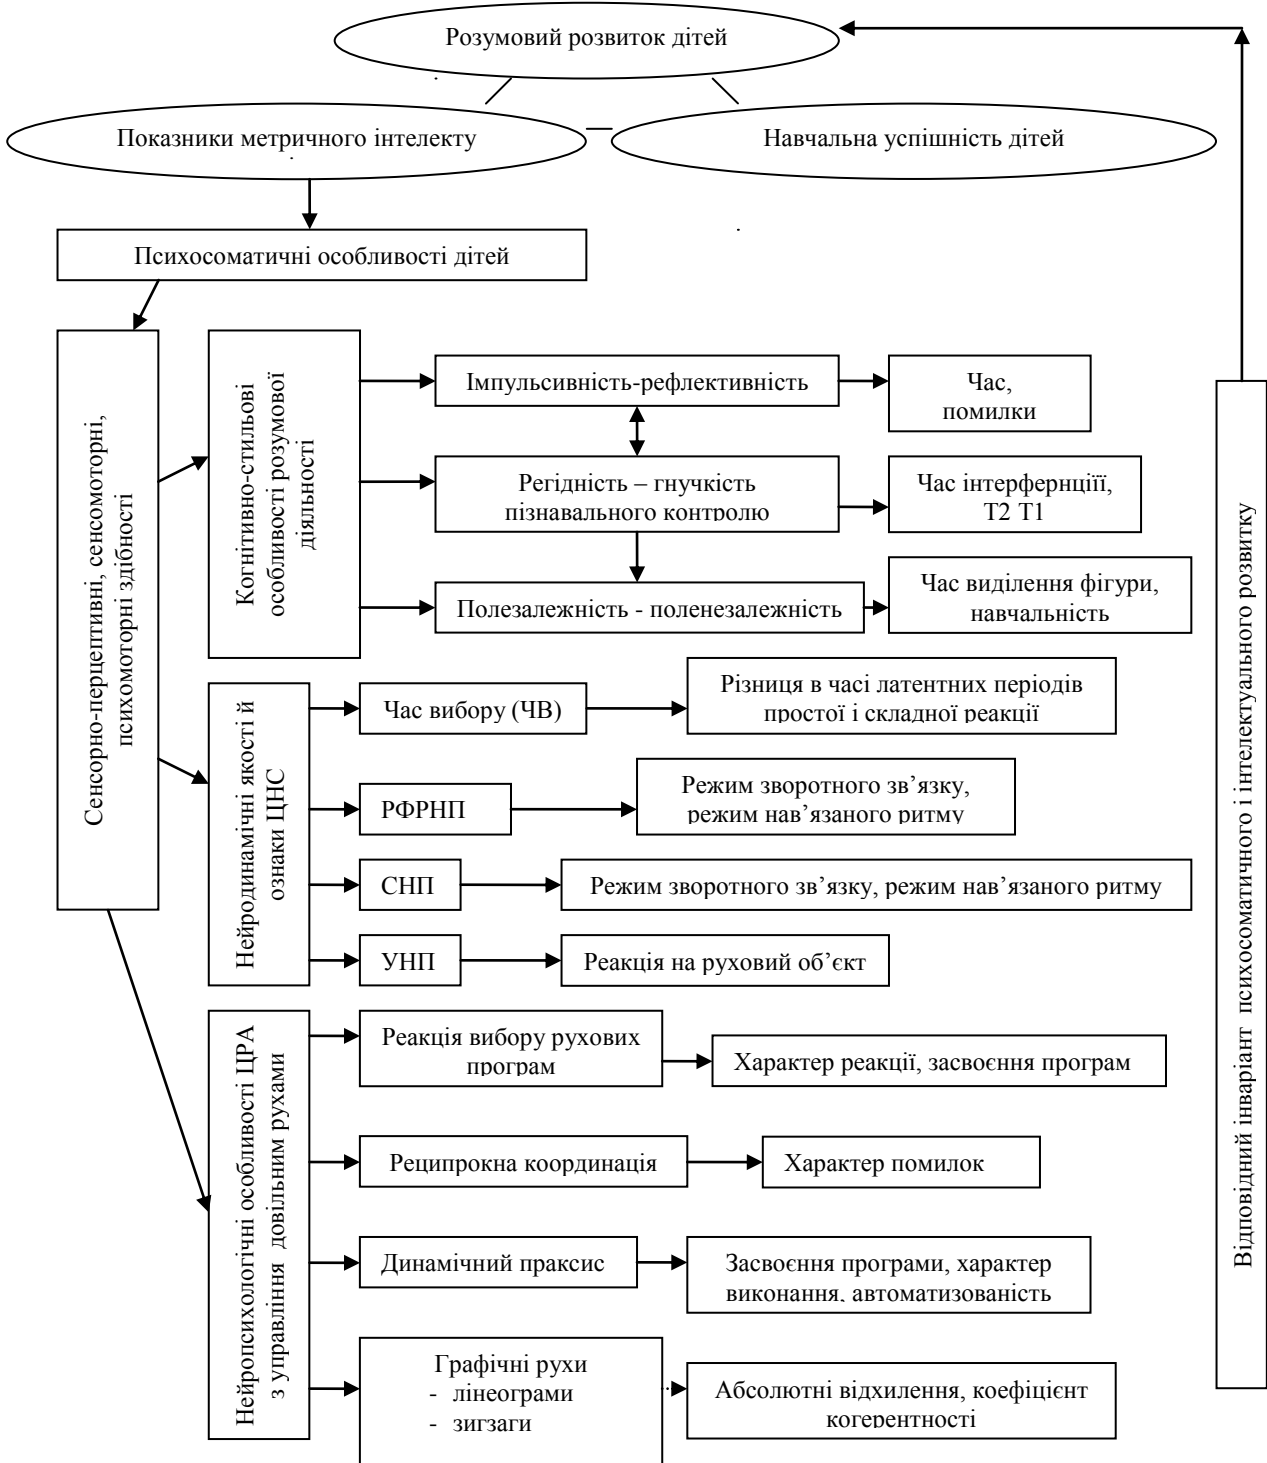 Розумовий розвиток дітей
Показники метричного інтелекту
Навчальна успішність дітей
Психосоматичні особливості дітей
Сенсорно-перцептивні, сенсомоторні,
психомоторні здібності
Когнітивно-стильові
особливості розумової
діяльності
Імпульсивність-рефлективність
Час,
помилки
Регідність – гнучкість
пізнавального контролю
Час інтерфернціїї,
Т2 Т1
Полезалежність - поленезалежність
Час виділення фігури,
навчальність
Нейродинамічні якості й
ознаки ЦНС
Час вибору (ЧВ)
Різниця в часі латентних періодів
простої і складної реакції
РФРНП
Режим зворотного зв’язку,
режим нав’язаного ритму
СНП
Режим зворотного зв’язку, режим нав’язаного ритму
УНП
Реакція на руховий об’єкт
Нейропсихологічні особливості ЦРА
з управління довільним рухами
Реакція вибору рухових
програм
Характер реакції, засвоєння програм
Реципрокна координація
Характер помилок
Динамічний праксис
Засвоєння програми, характер
виконання, автоматизованість
Графічні рухи
- лінеограми
- зигзаги
Абсолютні відхилення, коефіцієнт
когерентності
Відповідний інваріант психосоматичного і інтелектуального розвитку